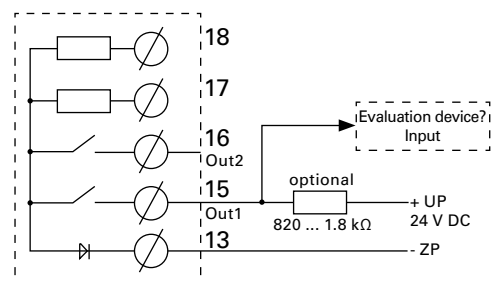 18
17
Evaluation device?
Input
16
Out2
15
Out1
optional
820 ... 1.8 kΩ
+ UP
24 V DC
13
- ZP